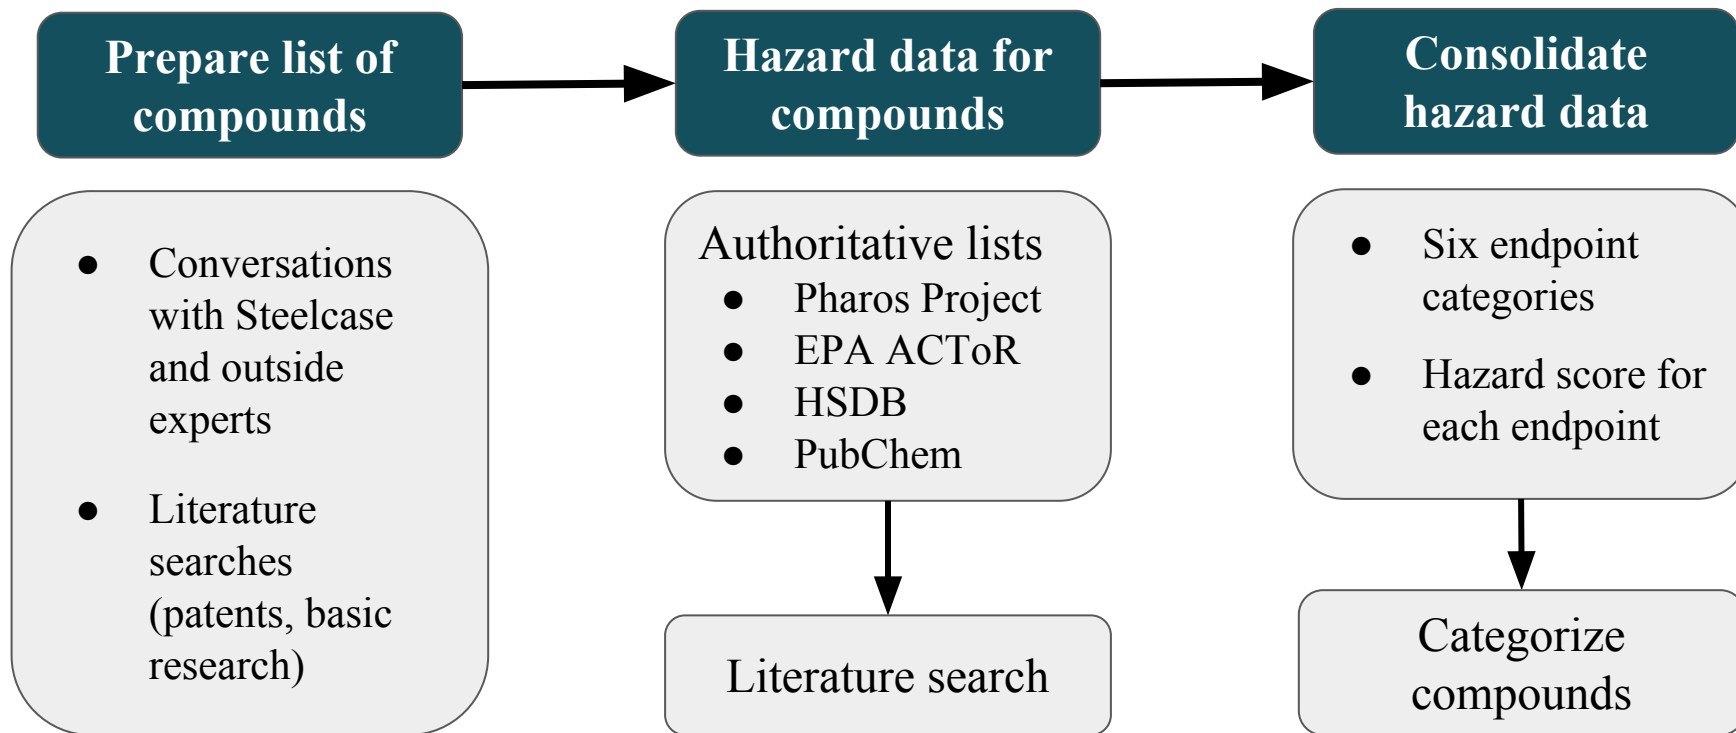 Prepare list of
compounds
Hazard data for
compounds
Consolidate
hazard data
● Conversations
with Steelcase
and outside
experts
● Literature
searches
(patents, basic
research)
Authoritative lists
● Pharos Project
● EPA ACToR
● HSDB
● PubChem
Literature search
● Six endpoint
categories
● Hazard score for
each endpoint
Categorize
compounds